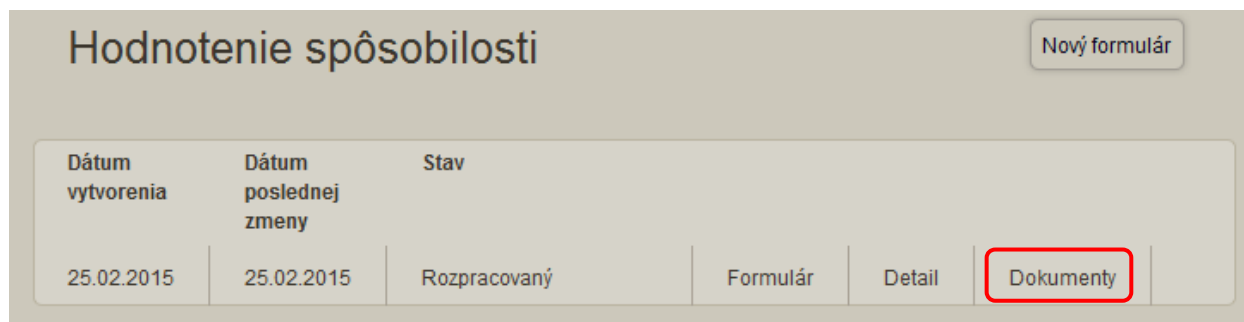 Hodnotenie spôsobilosti
Nový formulár
Dátum vytvorenia
Dátum poslednej zmeny
Stav
25.02.2015
25.02.2015
Rozpracovaný
Formulár
Detail
Dokumenty